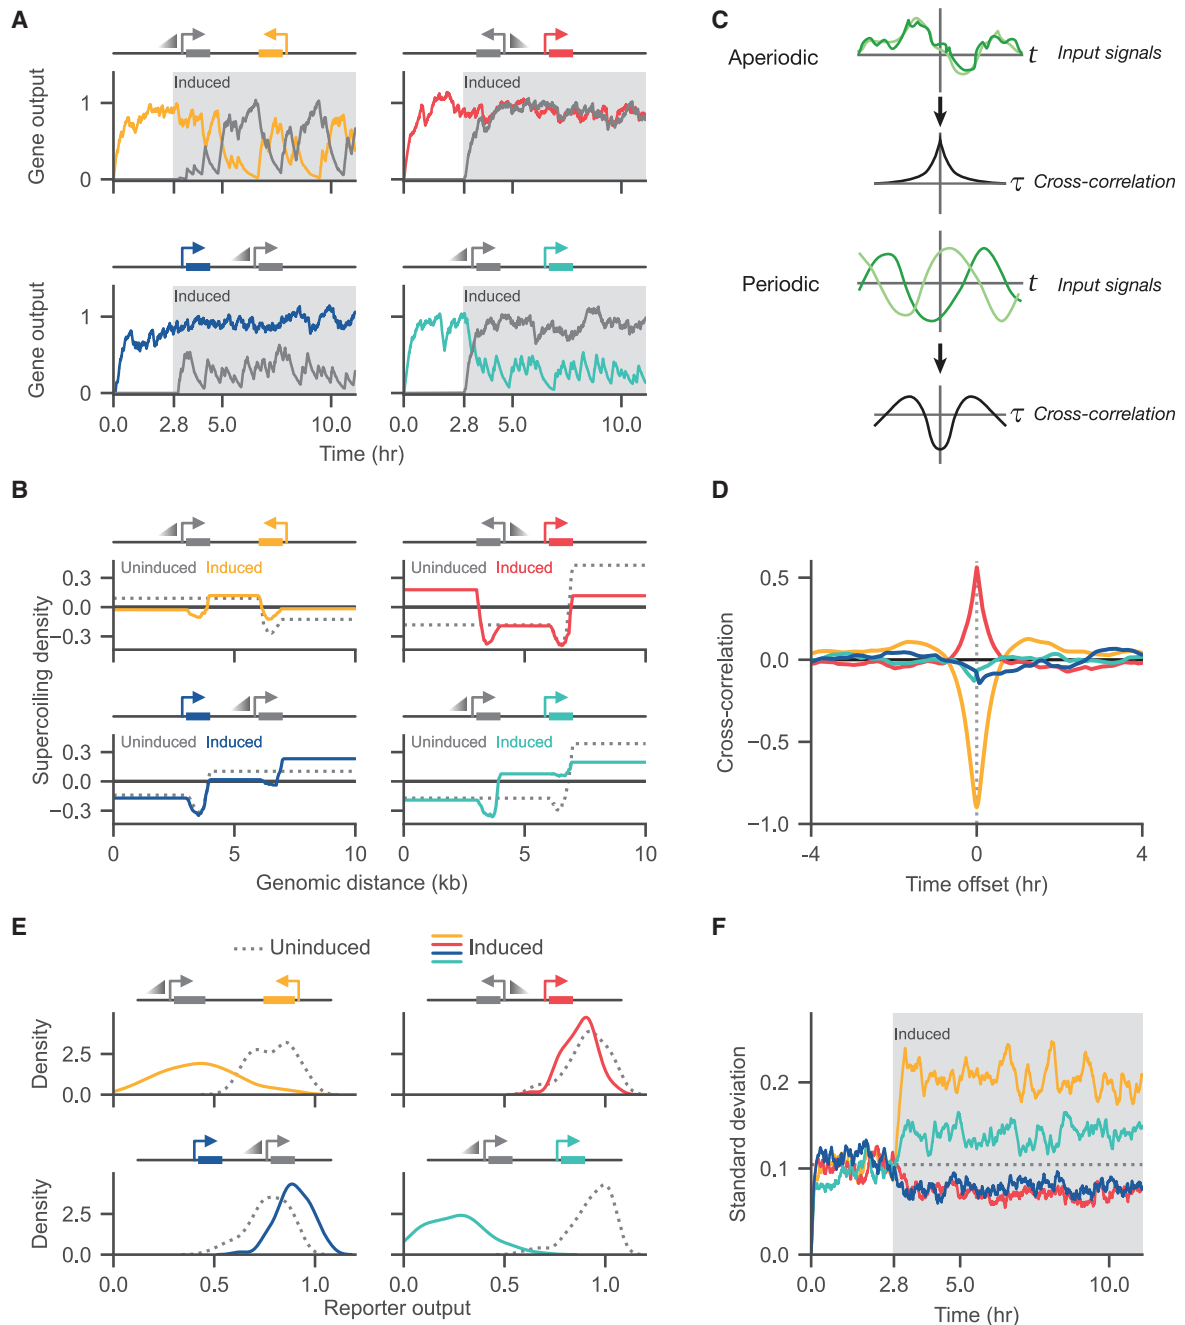 A
Induced
Gene output
1
0
Induced
Induced
Gene output
1
0
0.0 2.8 5.0 10.0
Induced
0.0 2.8 5.0 10.0
Time (hr)
B
Supercoiling density
Uninduced Induced
0.3
0.0
−0.3
Uninduced Induced
Uninduced Induced
0.3
0.0
−0.3
0 5 10
Uninduced Induced
0 5 10
Genomic distance (kb)
C
Aperiodic
t Input signals
τ Cross-correlation
Periodic
t Input signals
τ Cross-correlation
D
Cross-correlation
0.5
0.0
−0.5
−1.0
-4 0 4
Time offset (hr)
E
Uninduced
Induced
Density
2.5
0.0
Density
2.5
0.0
0.0 0.5 1.0
0.0 0.5 1.0
Reporter output
F
Induced
Standard deviation
0.2
0.1
0.0
0.0 2.8 5.0 10.0
Time (hr)